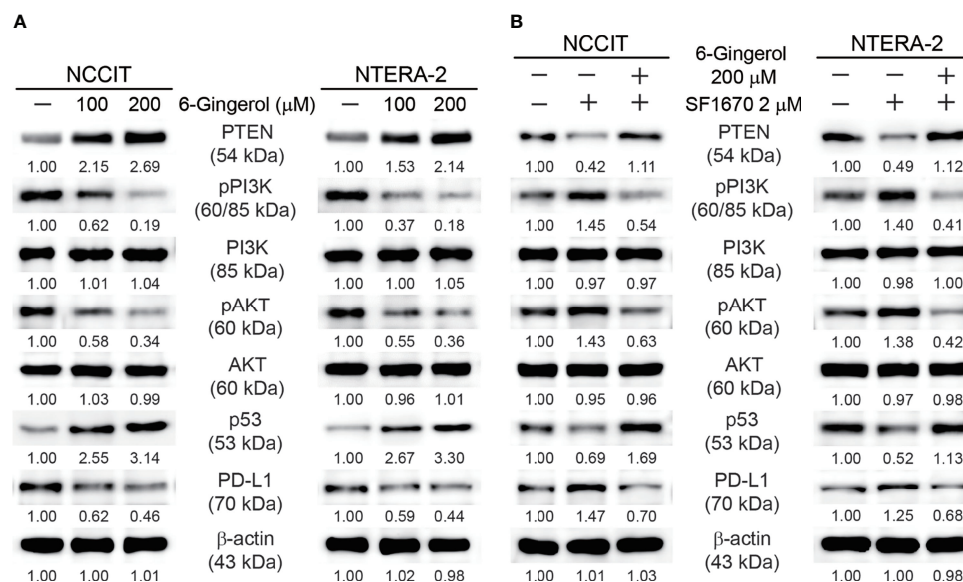 A
NCCIT NTERA-2
— 100 200 6-Gingerol (μM) — 100 200
PTEN
(54 kDa)
1.00 2.15 2.69 1.00 1.53 2.14
pPI3K
(60/85 kDa)
1.00 0.62 0.19 1.00 0.37 0.18
PI3K
(85 kDa)
1.00 1.01 1.04 1.00 1.00 1.05
pAKT
(60 kDa)
1.00 0.58 0.34 1.00 0.55 0.36
AKT
(60 kDa)
1.00 1.03 0.99 1.00 0.96 1.01
p53
(53 kDa)
1.00 2.55 3.14 1.00 2.67 3.30
PD-L1
(70 kDa)
1.00 0.62 0.46 1.00 0.59 0.44
β-actin
(43 kDa)
1.00 1.00 1.01 1.00 1.02 0.98
B
NCCIT NTERA-2
6-Gingerol
— — + 200 μM — — +
— + + SF1670 2 μM — + +
PTEN
(54 kDa)
1.00 0.42 1.11 1.00 0.49 1.12
pPI3K
(60/85 kDa)
1.00 1.45 0.54 1.00 1.40 0.41
PI3K
(85 kDa)
1.00 0.97 0.97 1.00 0.98 1.00
pAKT
(60 kDa)
1.00 1.43 0.63 1.00 1.38 0.42
AKT
(60 kDa)
1.00 0.95 0.96 1.00 0.97 0.98
p53
(53 kDa)
1.00 0.69 1.69 1.00 0.52 1.13
PD-L1
(70 kDa)
1.00 1.47 0.70 1.00 1.25 0.68
β-actin
(43 kDa)
1.00 1.01 1.03 1.00 1.00 0.98